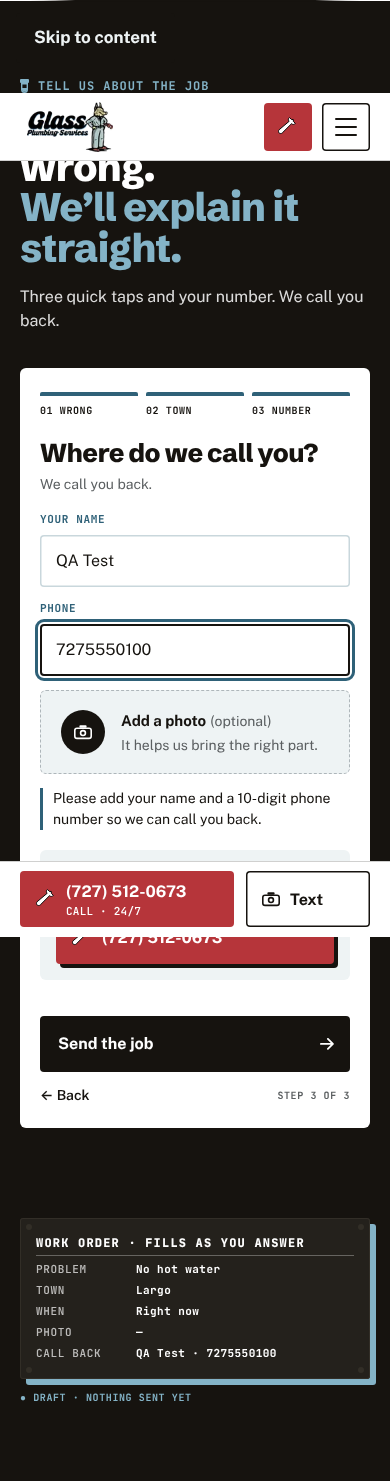 Skip to content
TELL US ABOUT THE JOB
Glass
Plumbing Services
wrong.
We’ll explain it
straight.
Three quick taps and your number. We call you
back.
01 WRONG
02 TOWN
03 NUMBER
Where do we call you?
We call you back.
YOUR NAME
QA Test
PHONE
7275550100
Add a photo (optional)
It helps us bring the right part.
Please add your name and a 10-digit phone
number so we can call you back.
(727) 512-0673
CALL · 24/7
Text
(727) 512-0673
Send the job →
← Back
STEP 3 OF 3
WORK ORDER · FILLS AS YOU ANSWER
PROBLEM No hot water
TOWN Largo
WHEN Right now
PHOTO —
CALL BACK QA Test · 7275550100
● DRAFT · NOTHING SENT YET